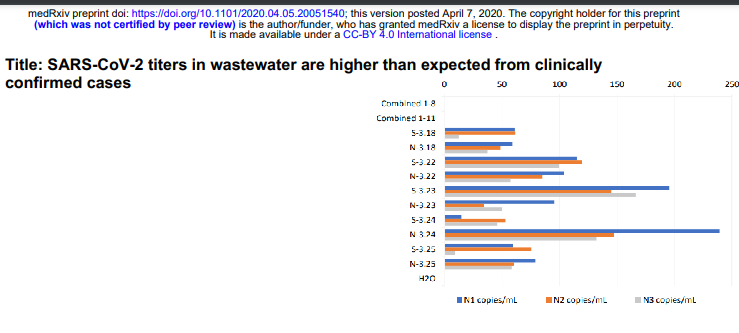 medRxiv preprint doi: https://doi.org/10.1101/2020.04.05.20051540; this version posted April 7, 2020. The copyright holder for this preprint
(which was not certified by peer review) is the author/funder, who has granted medRxiv a license to display the preprint in perpetuity.
It is made available under a CC-BY 4.0 International license .
Title: SARS-CoV-2 titers in wastewater are higher than expected from clinically
confirmed cases
0 50 100 150 200 250
Combined 1-8
Combined 1-11
S-3.18
N-3.18
S-3.22
N-3.22
S-3.23
N-3.23
S-3.24
N-3.24
S-3.25
N-3.25
H2O
N1 copies/mL N2 copies/mL N3 copies/mL